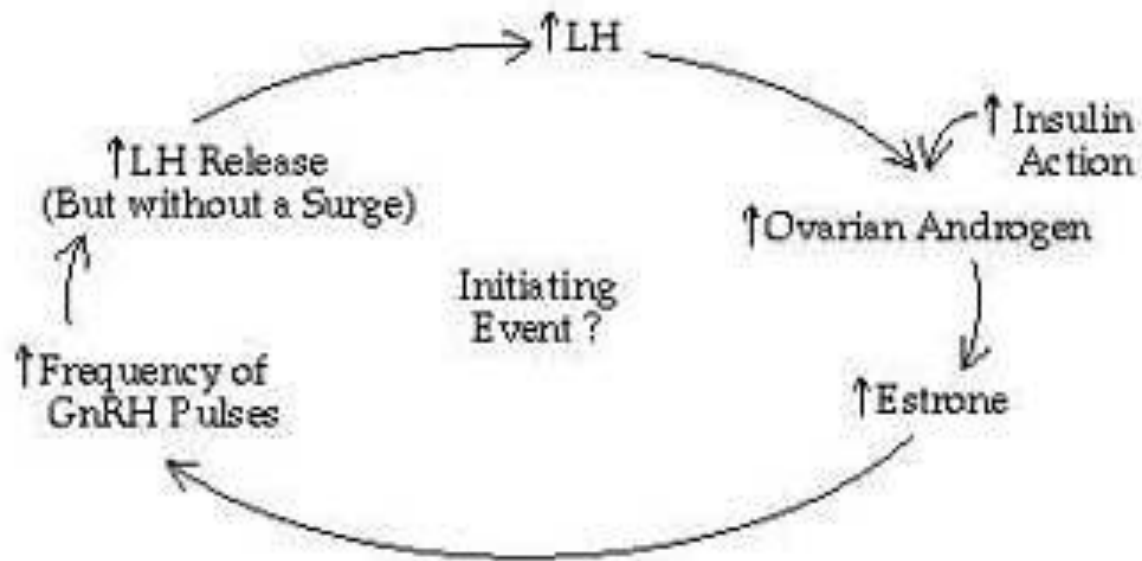 ↑LH
↑Insulin
Action
↑LH Release
(But without a Surge)
↑Ovarian Androgen
Initiating
Event ?
↑Frequency of
GnRH Pulses
↑Estrone